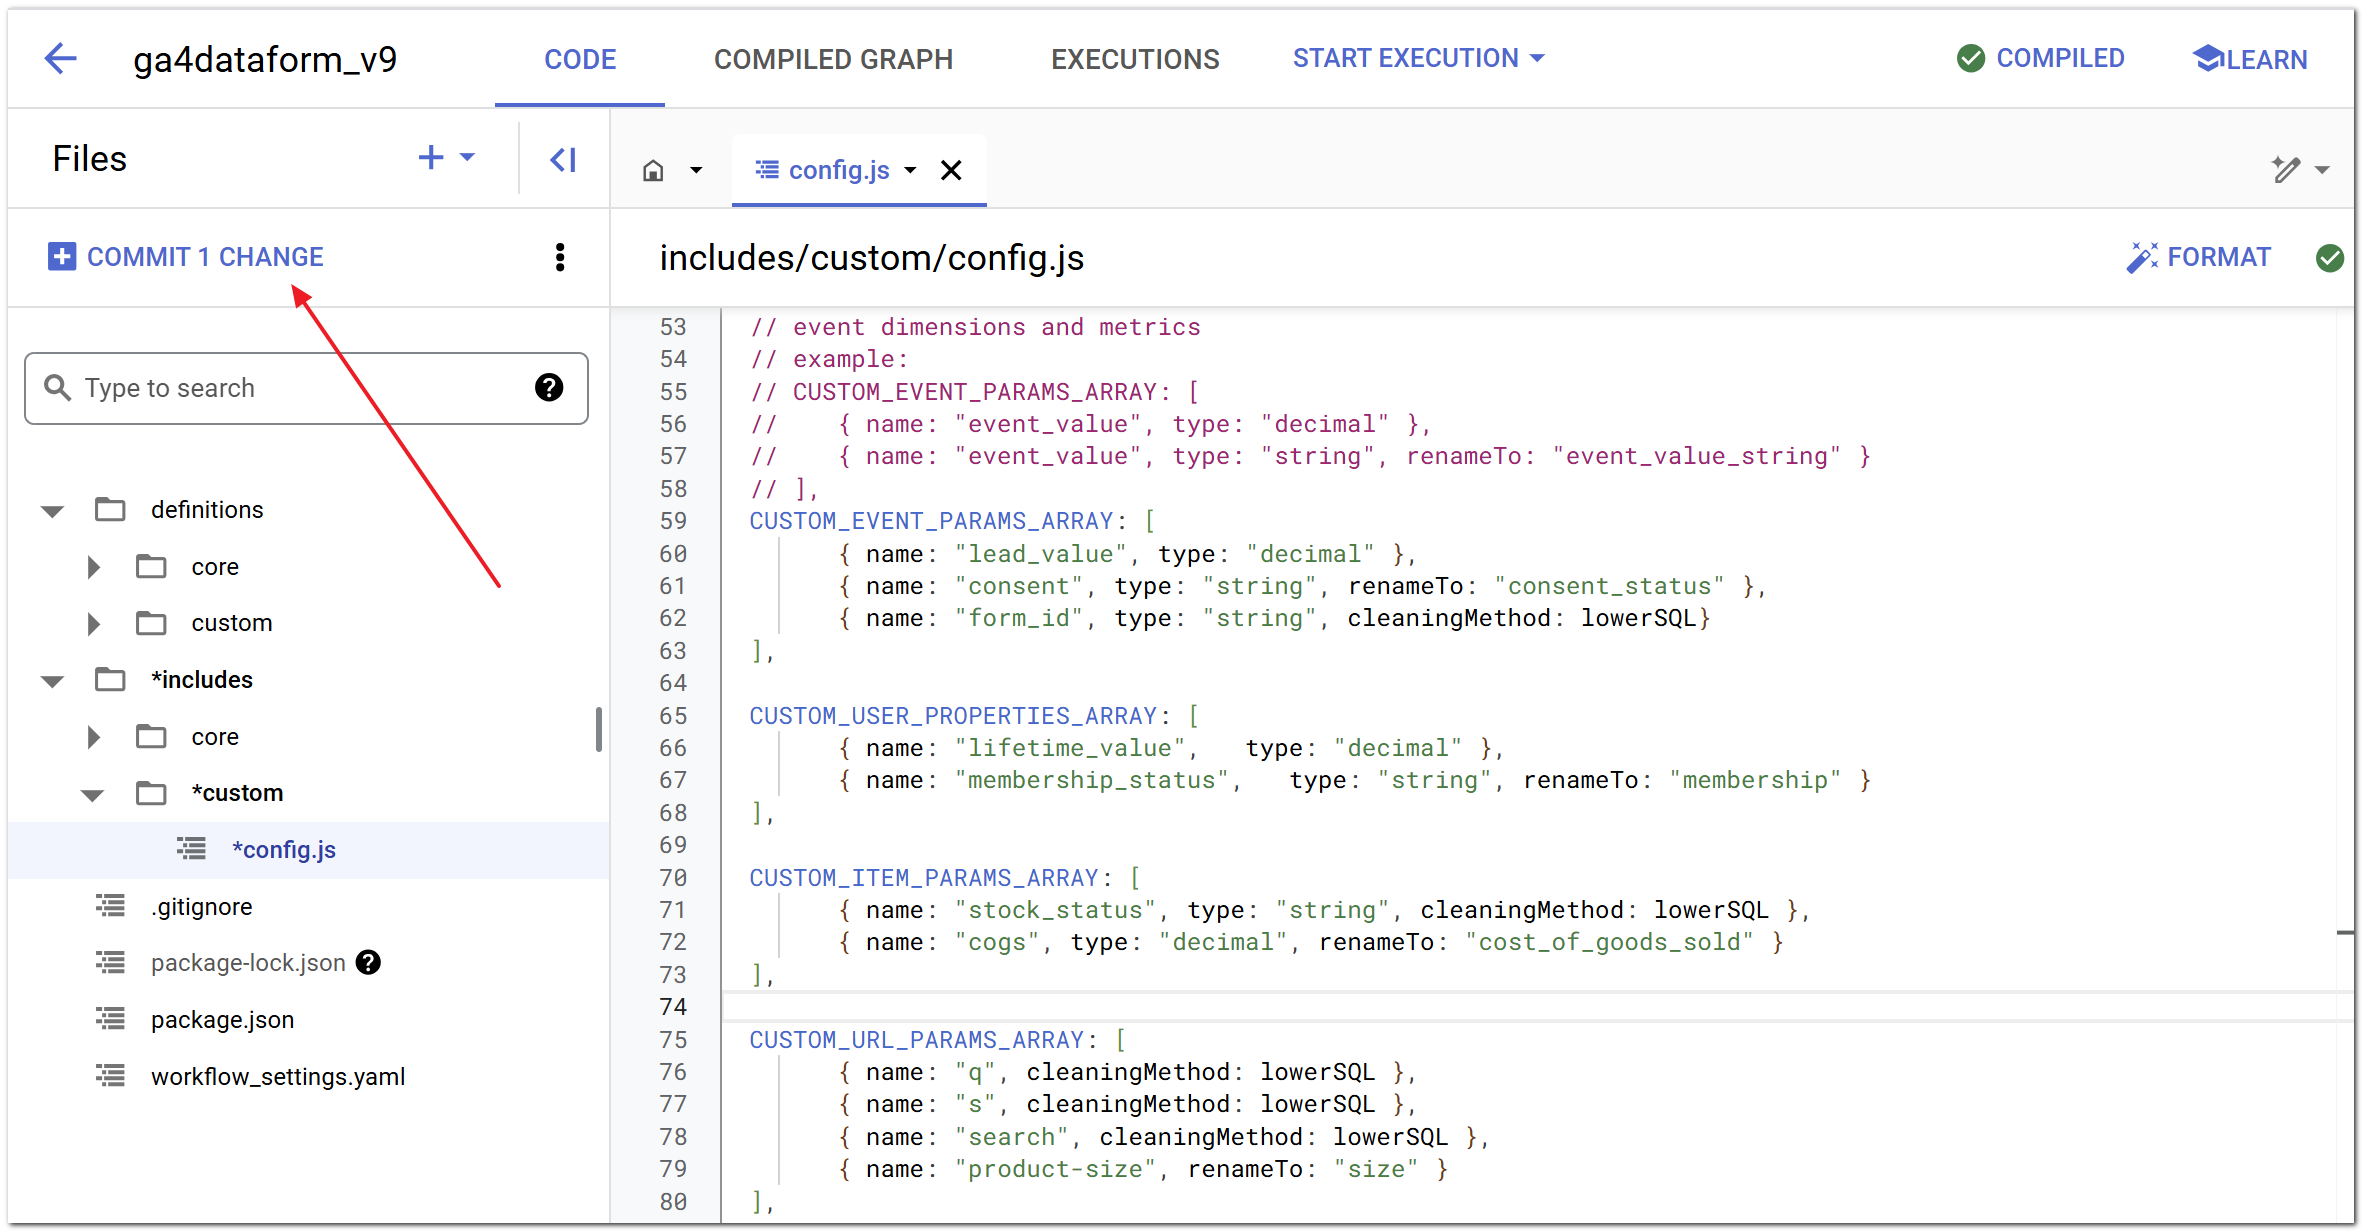 ga4dataform_v9 CODE COMPILED GRAPH EXECUTIONS START EXECUTION COMPILED LEARN
Files
config.js
COMMIT 1 CHANGE
includes/custom/config.js
FORMAT
Type to search
definitions
core
custom
*includes
core
*custom
*config.js
.gitignore
package-lock.json
package.json
workflow_settings.yaml
53 // event dimensions and metrics
54 // example:
55 // CUSTOM_EVENT_PARAMS_ARRAY: [
56 //    { name: "event_value", type: "decimal" },
57 //    { name: "event_value", type: "string", renameTo: "event_value_string" }
58 // ],
59 CUSTOM_EVENT_PARAMS_ARRAY: [
60       { name: "lead_value", type: "decimal" },
61       { name: "consent", type: "string", renameTo: "consent_status" },
62       { name: "form_id", type: "string", cleaningMethod: lowerSQL}
63 ],
64
65 CUSTOM_USER_PROPERTIES_ARRAY: [
66       { name: "lifetime_value",   type: "decimal" },
67       { name: "membership_status",   type: "string", renameTo: "membership" }
68 ],
69
70 CUSTOM_ITEM_PARAMS_ARRAY: [
71       { name: "stock_status", type: "string", cleaningMethod: lowerSQL },
72       { name: "cogs", type: "decimal", renameTo: "cost_of_goods_sold" }
73 ],
74
75 CUSTOM_URL_PARAMS_ARRAY: [
76       { name: "q", cleaningMethod: lowerSQL },
77       { name: "s", cleaningMethod: lowerSQL },
78       { name: "search", cleaningMethod: lowerSQL },
79       { name: "product-size", renameTo: "size" }
80 ],